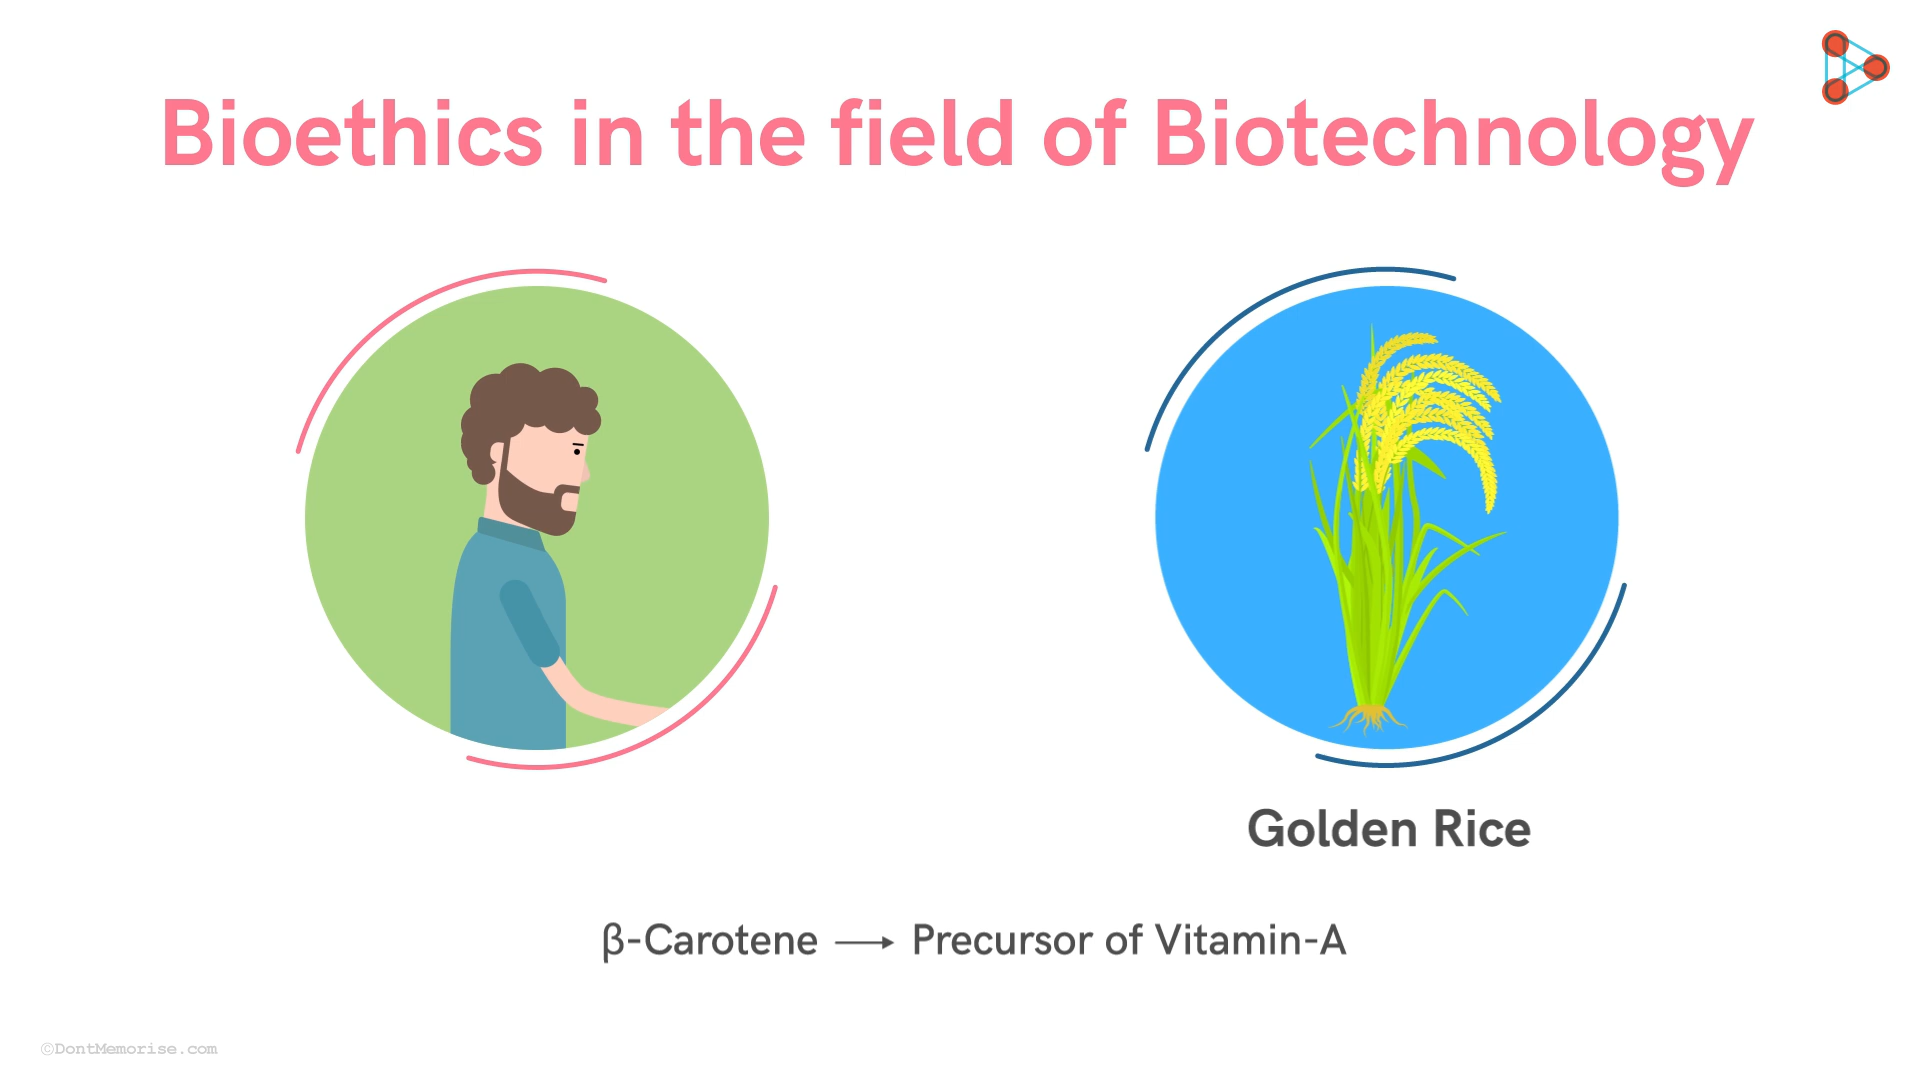 Bioethics in the field of Biotechnology
Golden Rice
β-Carotene → Precursor of Vitamin-A
©DontMemorise.com